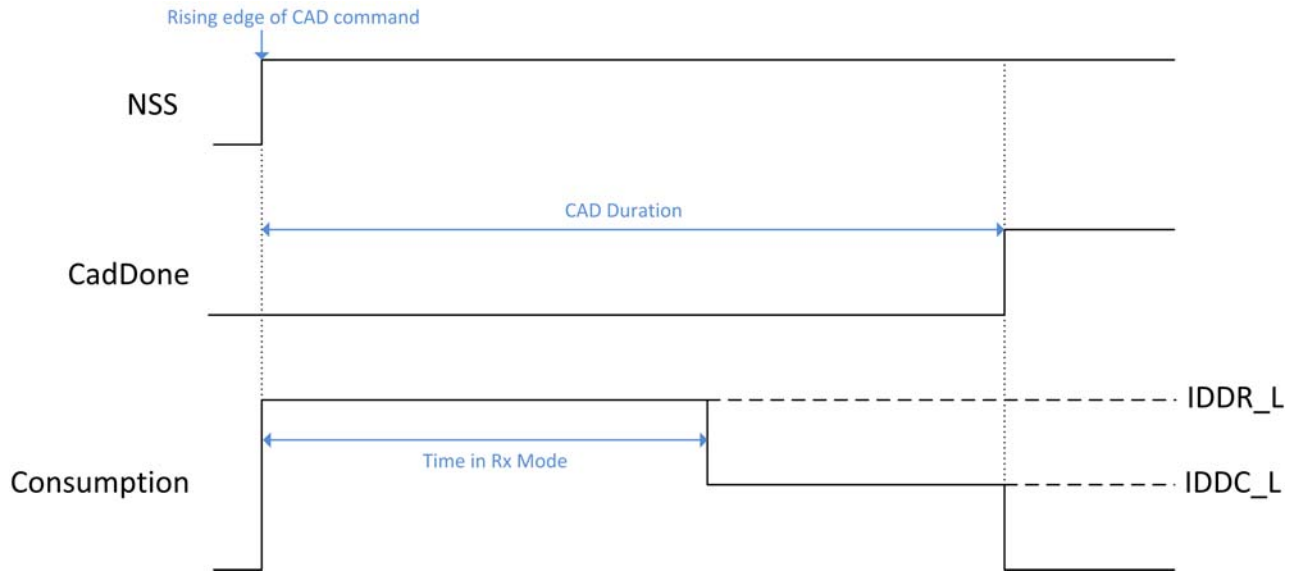 Rising edge of CAD command
NSS
CAD Duration
CadDone
IDDR_L
Time in Rx Mode
Consumption
IDDC_L